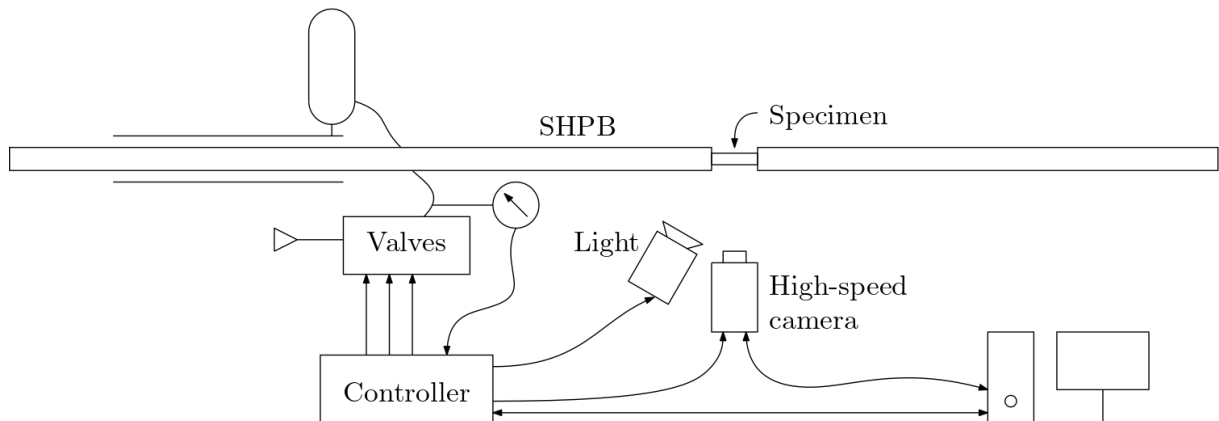 SHPB
Specimen
Valves
Light
High-speed
camera
Controller